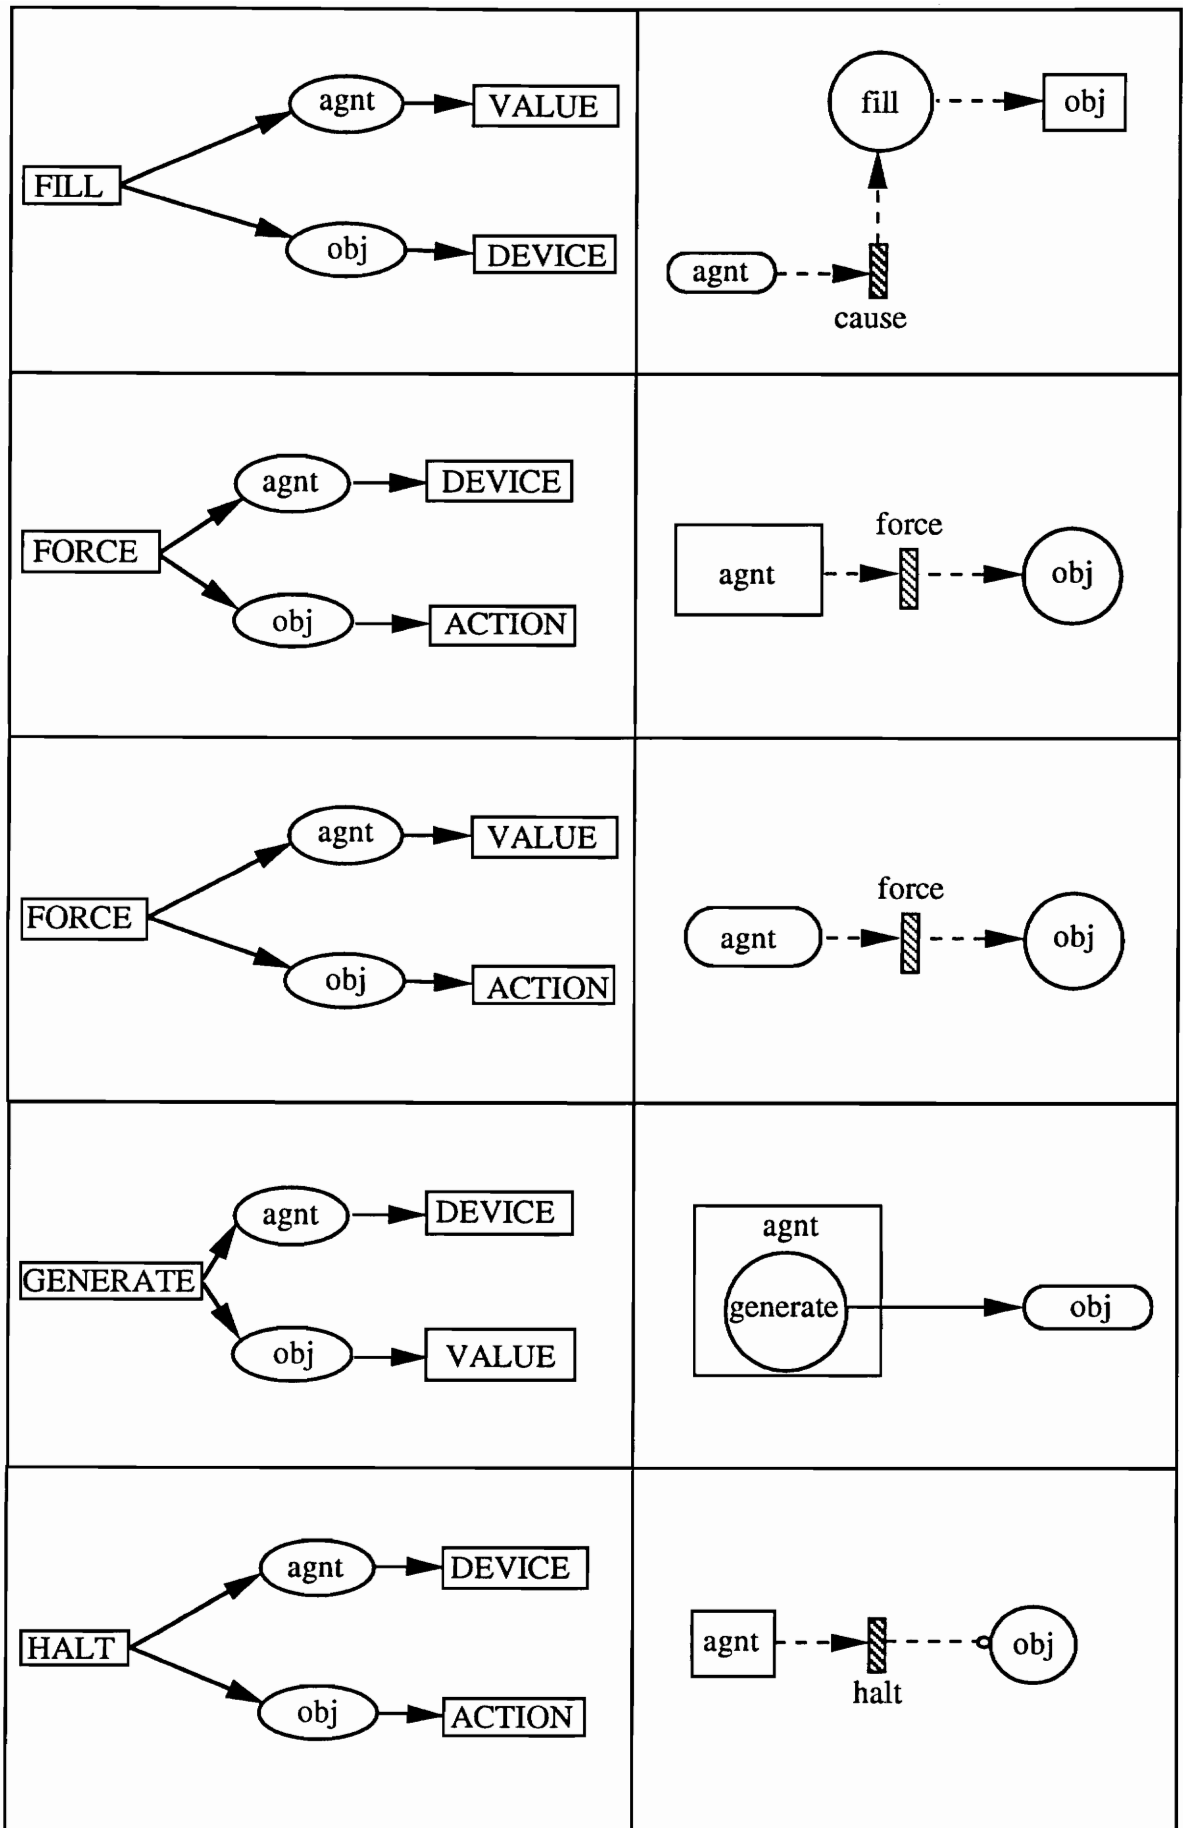 agnt
VALUE
FILL
obj
DEVICE
fill
obj
agnt
cause
agnt
DEVICE
FORCE
obj
ACTION
force
agnt
obj
agnt
VALUE
FORCE
obj
ACTION
force
agnt
obj
agnt
DEVICE
GENERATE
obj
VALUE
agnt
generate
obj
agnt
DEVICE
HALT
obj
ACTION
agnt
obj
halt